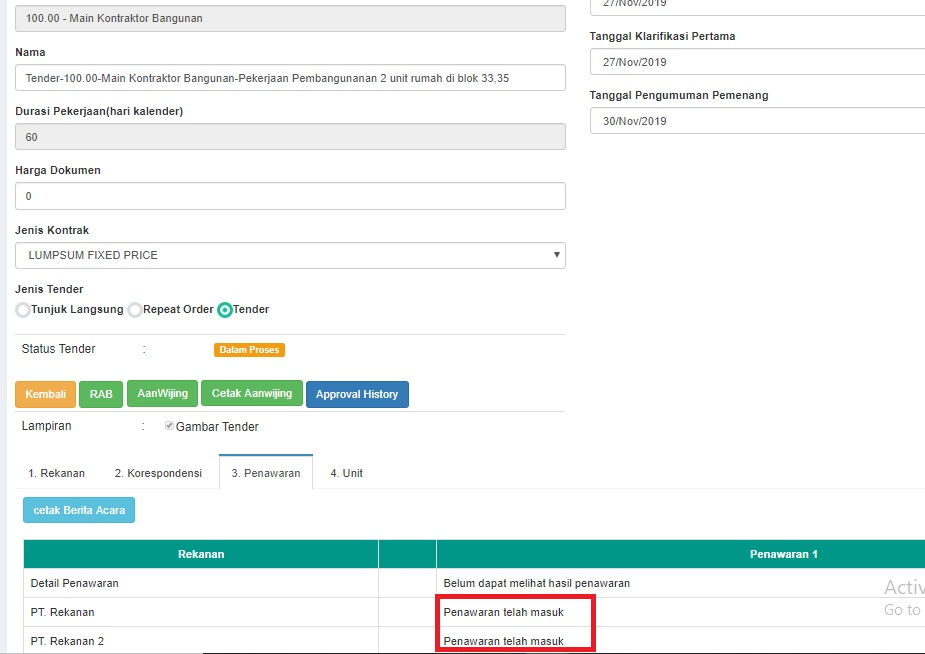 100.00 - Main Kontraktor Bangunan
27/Nov/2019
Nama
Tanggal Klarifikasi Pertama
Tender-100.00-Main Kontraktor Bangunan-Pekerjaan Pembangunanan 2 unit rumah di blok 33,35
27/Nov/2019
Durasi Pekerjaan(hari kalender)
Tanggal Pengumuman Pemenang
60
30/Nov/2019
Harga Dokumen
0
Jenis Kontrak
LUMPSUM FIXED PRICE
Jenis Tender
Tunjuk Langsung Repeat Order Tender
Status Tender : Dalam Proses
Kembali RAB AanWijing Cetak Aanwijing Approval History
Lampiran : Gambar Tender
1. Rekanan 2. Korespondensi 3. Penawaran 4. Unit
cetak Berita Acara
Rekanan Penawaran 1
Detail Penawaran Belum dapat melihat hasil penawaran
PT. Rekanan Penawaran telah masuk
PT. Rekanan 2 Penawaran telah masuk
Activ
Go to